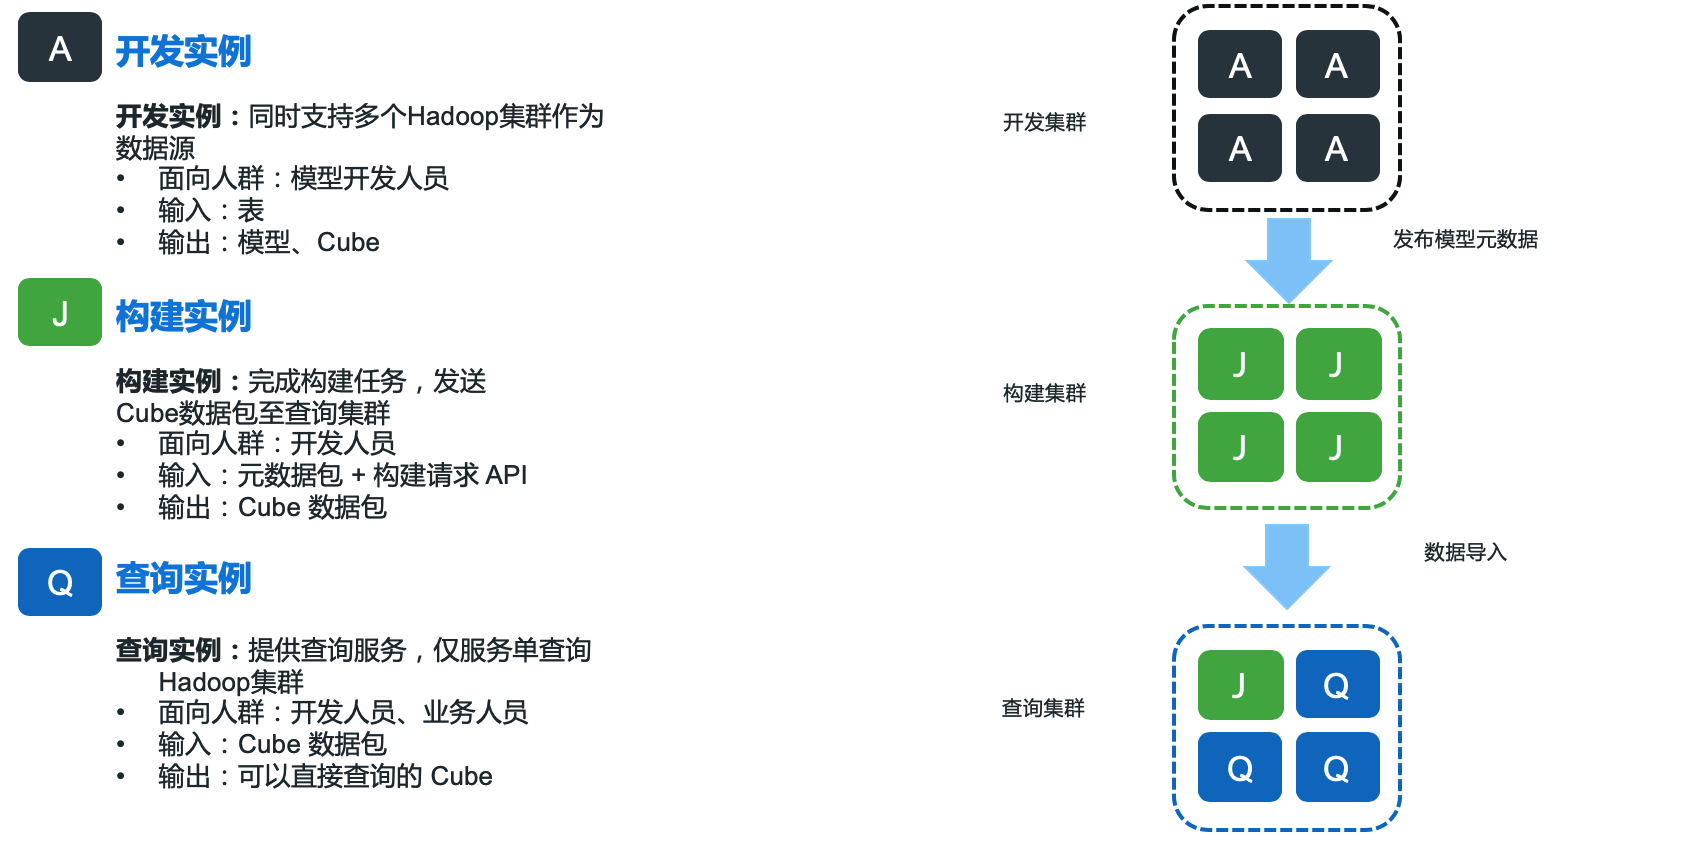 A
开发实例
开发实例：同时支持多个Hadoop集群作为
数据源
• 面向人群：模型开发人员
• 输入：表
• 输出：模型、Cube
J
构建实例
构建实例：完成构建任务，发送
Cube数据包至查询集群
• 面向人群：开发人员
• 输入：元数据包 + 构建请求 API
• 输出：Cube 数据包
Q
查询实例
查询实例：提供查询服务，仅服务单查询
Hadoop集群
• 面向人群：开发人员、业务人员
• 输入：Cube 数据包
• 输出：可以直接查询的 Cube
开发集群
A A
A A
发布模型元数据
构建集群
J J
J J
数据导入
查询集群
J Q
Q Q